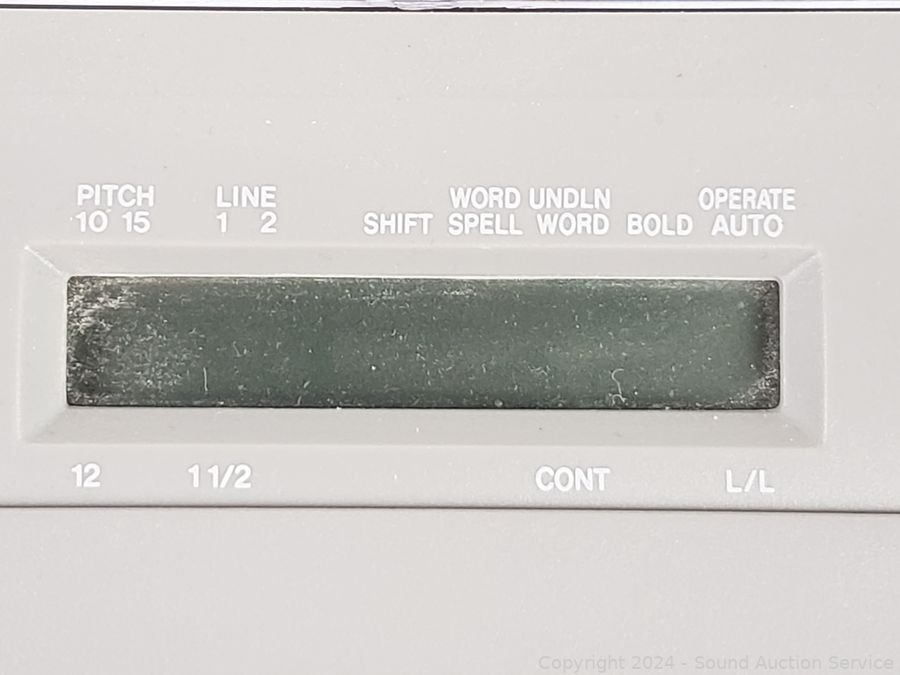 PITCH LINE WORD UNDLN OPERATE
10 15 1 2 SHIFT SPELL WORD BOLD AUTO
12 1 1/2 CONT L/L
Copyright 2024 - Sound Auction Service